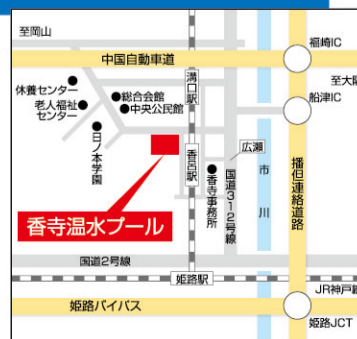 至岡山
福崎IC
中国自動車道
至大阪
休養センター
総合会館
溝口駅
船津IC
老人福祉
センター
中央公民館
日ノ本学園
広瀬
香呂駅
香寺事務所
国道312号線
市川
播但連絡道路
香寺温水プール
国道2号線
姫路駅
JR神戸線
姫路バイパス
姫路JCT